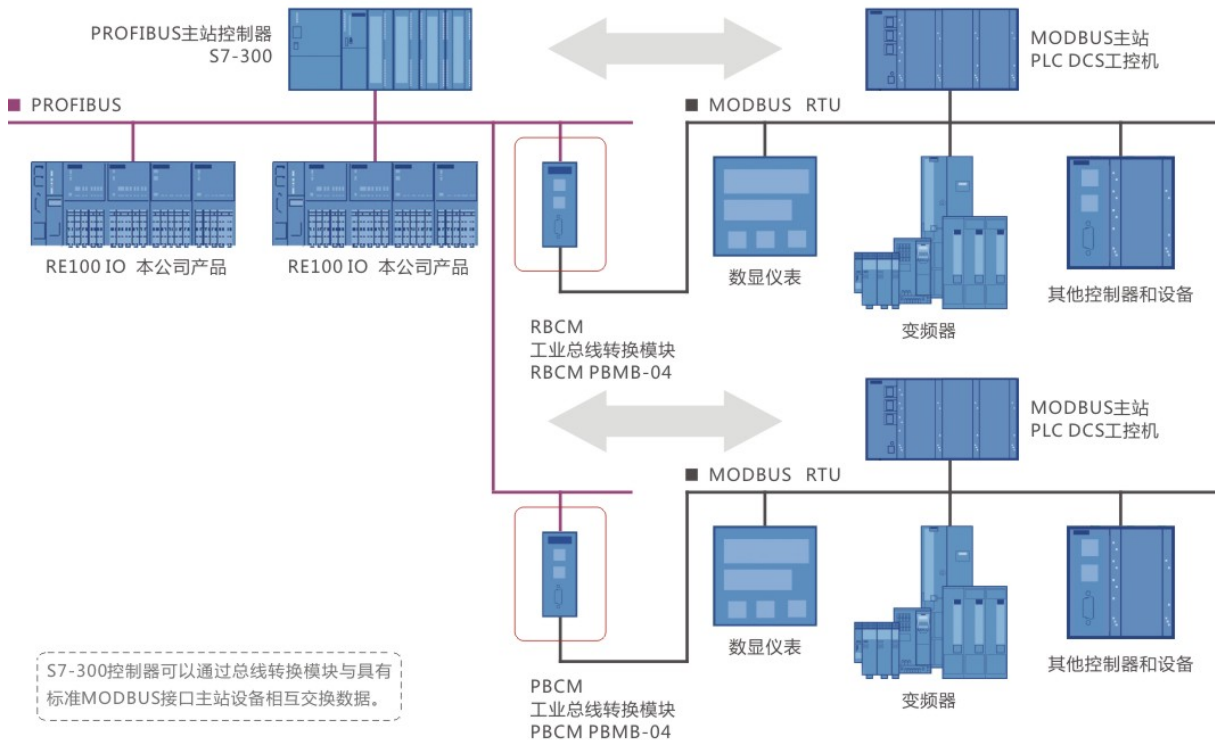 PROFIBUS主站控制器
S7-300
MODBUS主站
PLC DCS工控机
PROFIBUS
MODBUS RTU
RE100 IO 本公司产品
RE100 IO 本公司产品
数显仪表
变频器
其他控制器和设备
RBCM
工业总线转换模块
RBCM PBMB-04
MODBUS主站
PLC DCS工控机
MODBUS RTU
数显仪表
变频器
其他控制器和设备
S7-300控制器可以通过总线转换模块与具有
标准MODBUS接口主站设备相互交换数据。
PBCM
工业总线转换模块
PBCM PBMB-04